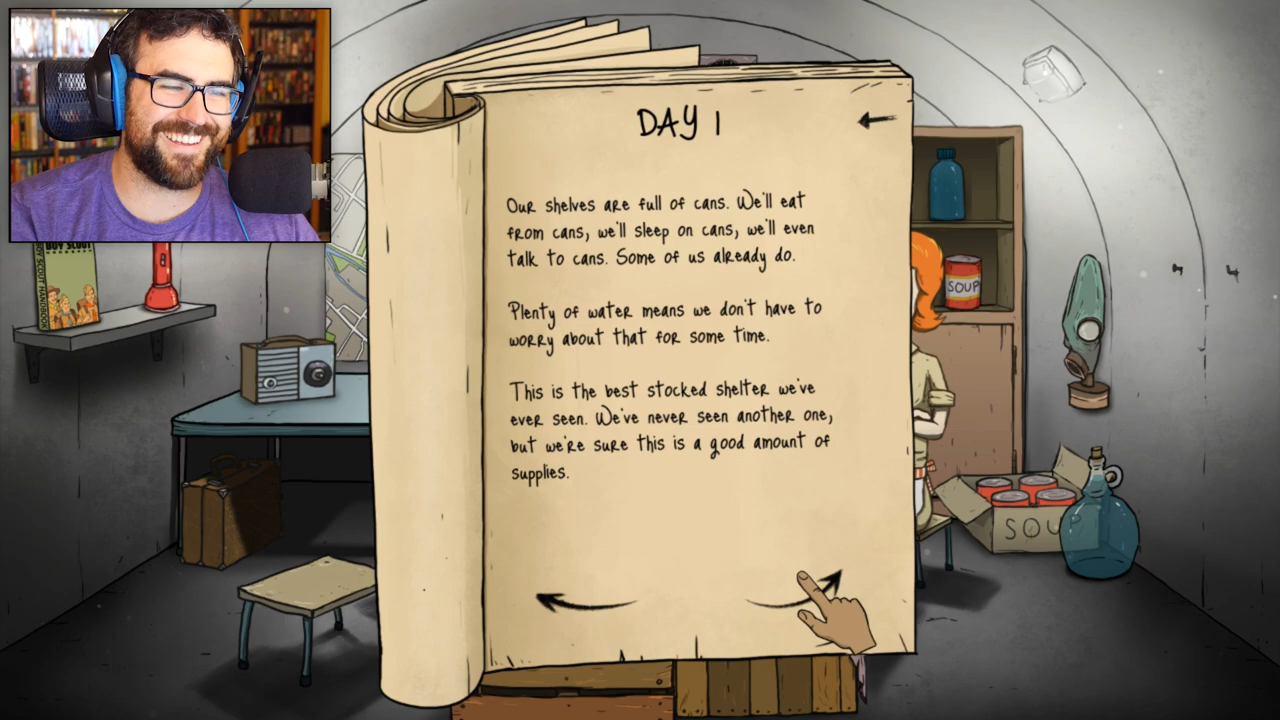 DAY 1
Our shelves are full of cans. We'll eat
from cans, we'll sleep on cans, we'll even
talk to cans. Some of us already do.
Plenty of water means we don't have to
worry about that for some time.
This is the best stocked shelter we've
ever seen. We've never seen another one,
but we're sure this is a good amount of
supplies.
BOY SCOUT
BOY SCOUT HANDBOOK
SOUP
SOUP